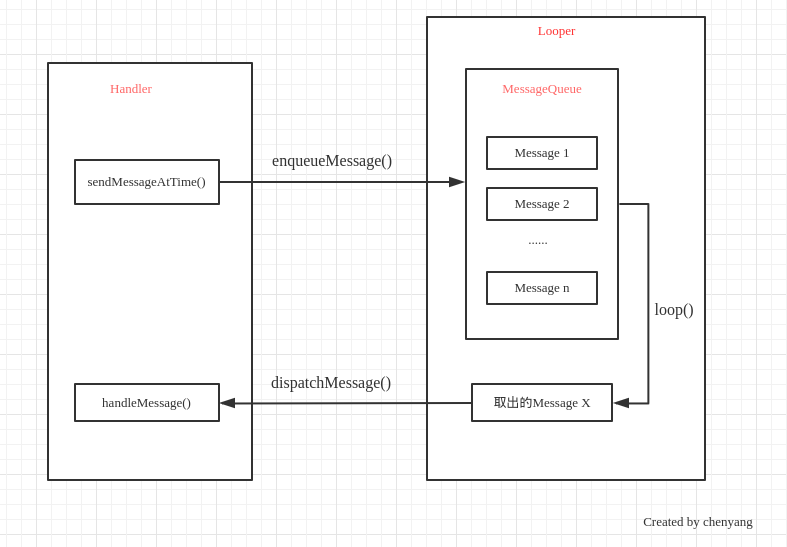 Looper
Handler
MessageQueue
Message 1
enqueueMessage()
sendMessageAtTime()
Message 2
......
Message n
loop()
dispatchMessage()
handleMessage()
取出的Message X
Created by chenyang